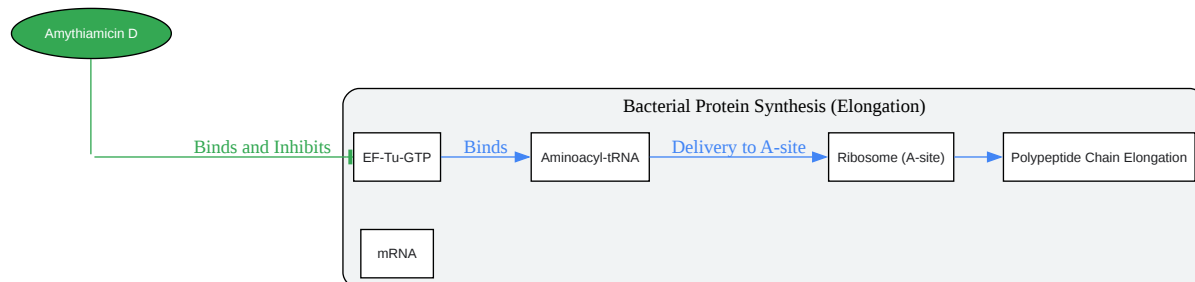 Amythiamicin D
Bacterial Protein Synthesis (Elongation)
Binds and Inhibits
EF-Tu-GTP
Binds
Aminoacyl-tRNA
Delivery to A-site
Ribosome (A-site)
Polypeptide Chain Elongation
mRNA